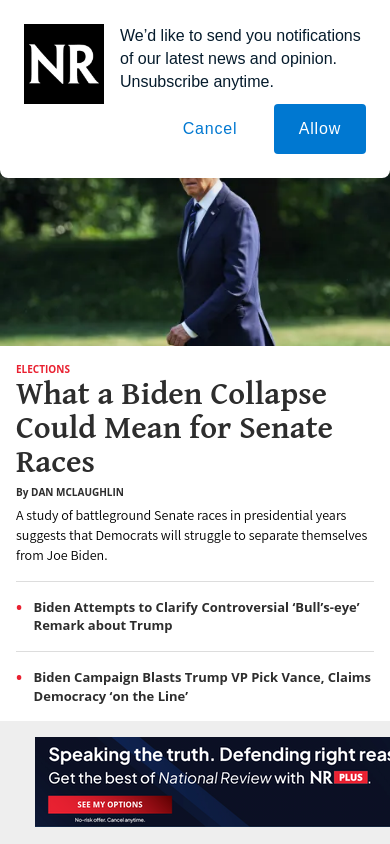 NR
We’d like to send you notifications
of our latest news and opinion.
Unsubscribe anytime.
Cancel
Allow
ELECTIONS
What a Biden Collapse
Could Mean for Senate
Races
By DAN MCLAUGHLIN
A study of battleground Senate races in presidential years
suggests that Democrats will struggle to separate themselves
from Joe Biden.
• Biden Attempts to Clarify Controversial ‘Bull’s-eye’
Remark about Trump
• Biden Campaign Blasts Trump VP Pick Vance, Claims
Democracy ‘on the Line’
Speaking the truth. Defending right reas
Get the best of National Review with NR PLUS.
SEE MY OPTIONS
No-risk offer. Cancel anytime.